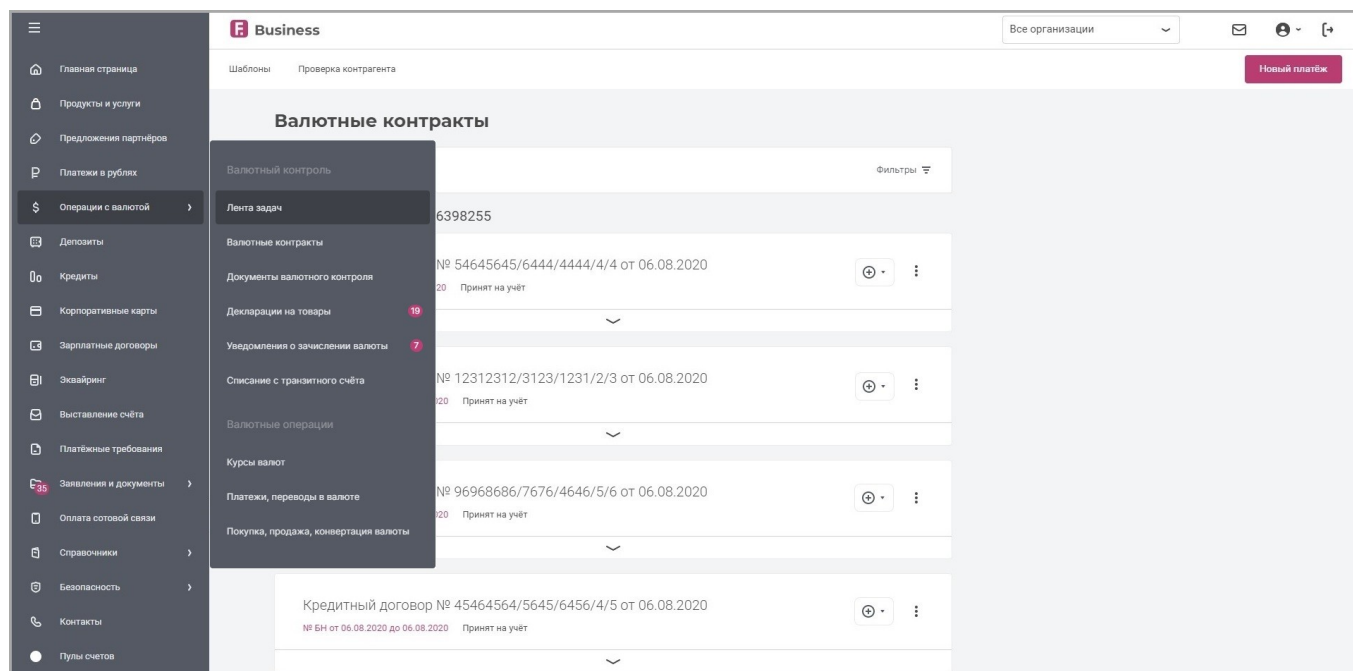 Business
Все организации
Главная страница
Шаблоны
Проверка контрагента
Новый платёж
Продукты и услуги
Предложения партнёров
Платежи в рублях
Операции с валютой
Депозиты
Кредиты
Корпоративные карты
Зарплатные договоры
Эквайринг
Выставление счёта
Платёжные требования
35
Заявления и документы
Оплата сотовой связи
Справочники
Безопасность
Контакты
Пулы счетов
Валютный контроль
Лента задач
Валютные контракты
Документы валютного контроля
Декларации на товары 19
Уведомления о зачислении валюты 7
Списание с транзитного счёта
Валютные операции
Курсы валют
Платежи, переводы в валюте
Покупка, продажа, конвертация валюты
Валютные контракты
Фильтры
6398255
№ 54645645/6444/4444/4/4 от 06.08.2020
20 Принят на учёт
№ 12312312/3123/1231/2/3 от 06.08.2020
020 Принят на учёт
№ 96968686/7676/4646/5/6 от 06.08.2020
020 Принят на учёт
Кредитный договор № 45464564/5645/6456/4/5 от 06.08.2020
№ БН от 06.08.2020 до 06.08.2020 Принят на учёт